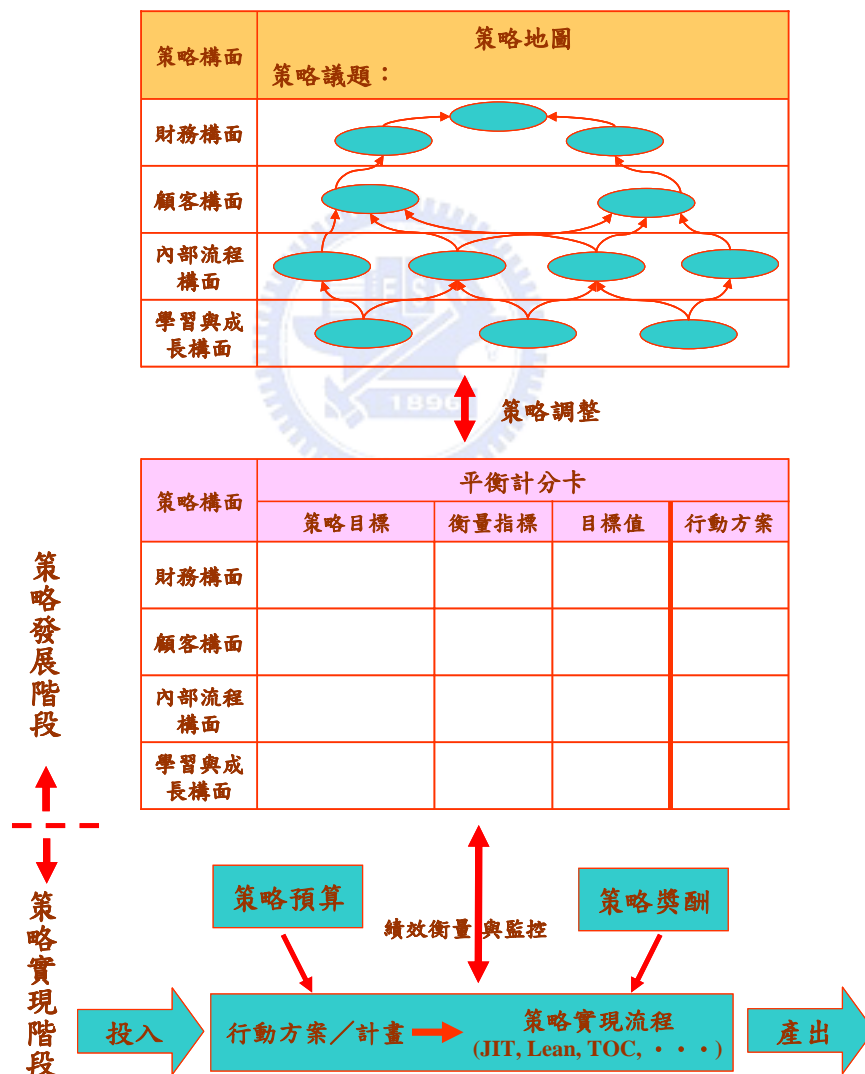 策略構面
策略地圖
策略議題：
財務構面
顧客構面
內部流程
構面
學習與成
長構面
1896
策略調整
策略構面
平衡計分卡
策略目標
衡量指標
目標值
行動方案
財務構面
顧客構面
內部流程
構面
學習與成
長構面
策略發展階段
策略實現階段
策略預算
績效衡量與監控
策略獎酬
投入
行動方案／計畫
策略實現流程
(JIT, Lean, TOC, ‧‧‧)
產出